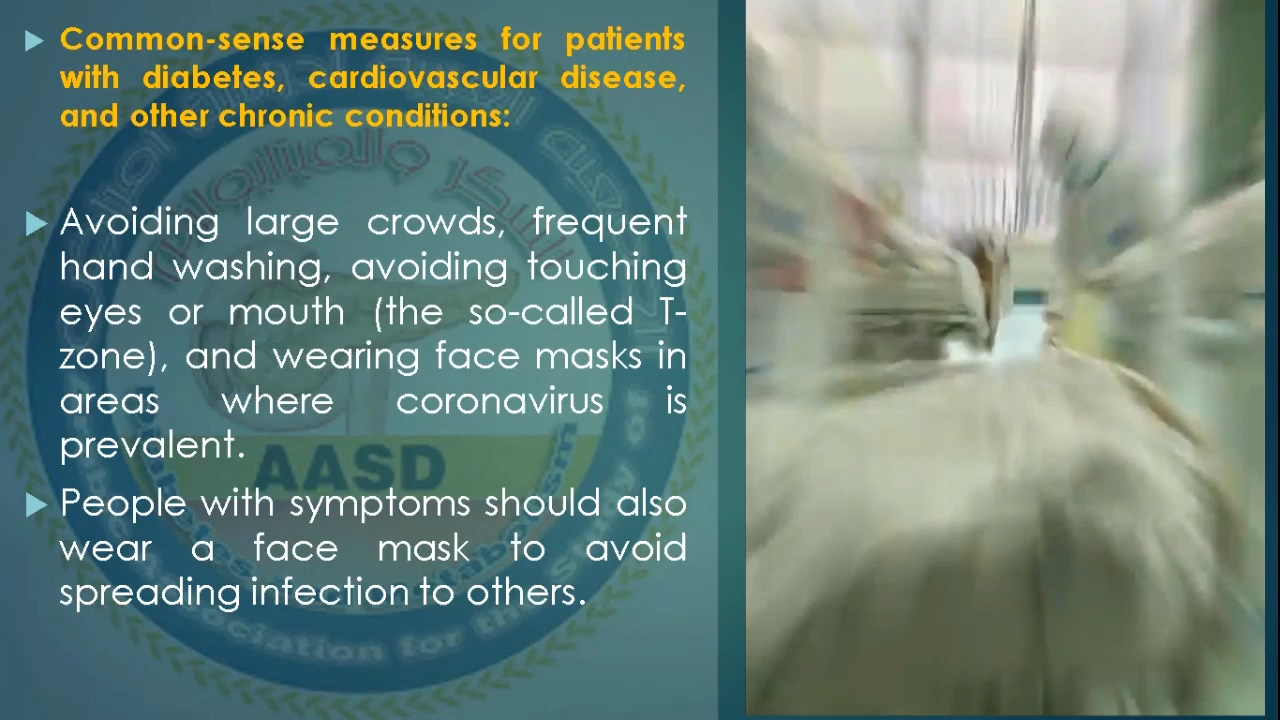 Common-sense measures for patients
with diabetes, cardiovascular disease,
and other chronic conditions:
Avoiding large crowds, frequent
hand washing, avoiding touching
eyes or mouth (the so-called T-
zone), and wearing face masks in
areas where coronavirus is
prevalent.
People with symptoms should also
wear a face mask to avoid
spreading infection to others.
AASD